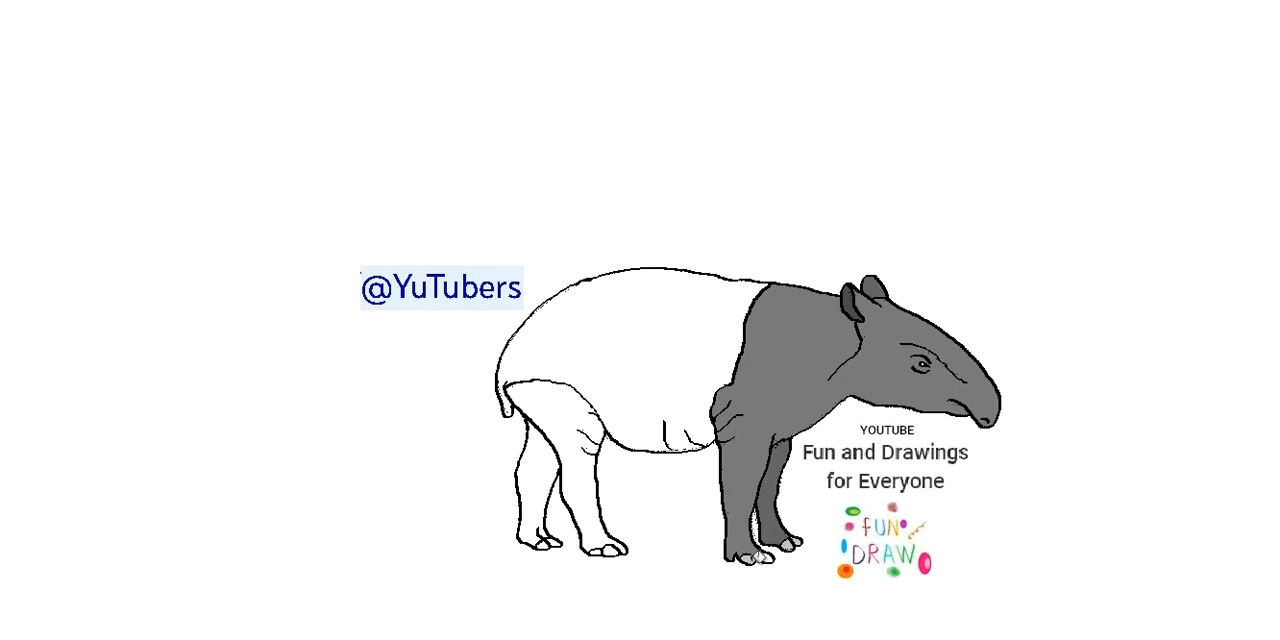 @YuTubers
YOUTUBE
Fun and Drawings
for Everyone
FUN
DRAW